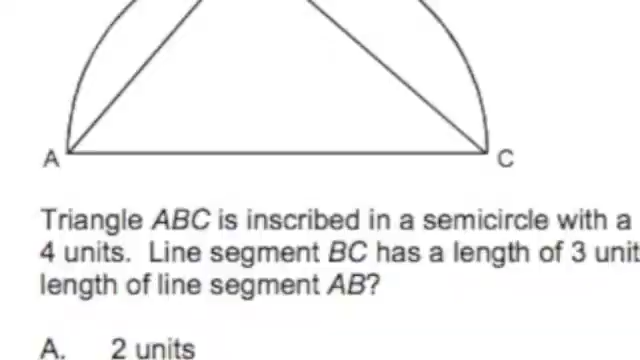 A
C
Triangle ABC is inscribed in a semicircle with a
4 units. Line segment BC has a length of 3 unit
length of line segment AB?
A. 2 units